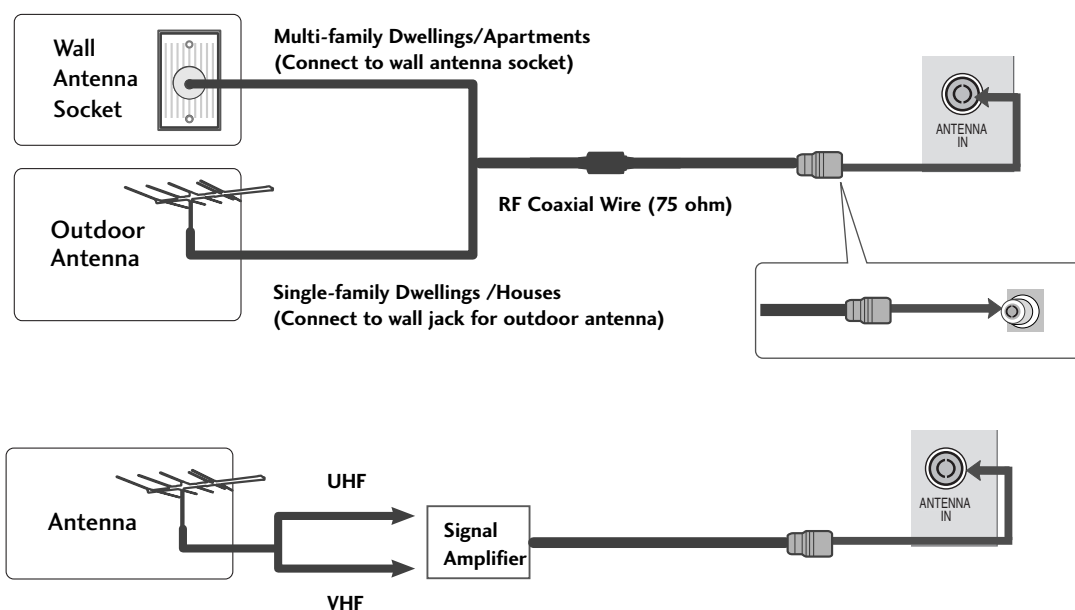 Wall
Antenna
Socket
Multi-family Dwellings/Apartments
(Connect to wall antenna socket)
ANTENNA
IN
RF Coaxial Wire (75 ohm)
Outdoor
Antenna
Single-family Dwellings /Houses
(Connect to wall jack for outdoor antenna)
Antenna
UHF
Signal
Amplifier
VHF
ANTENNA
IN